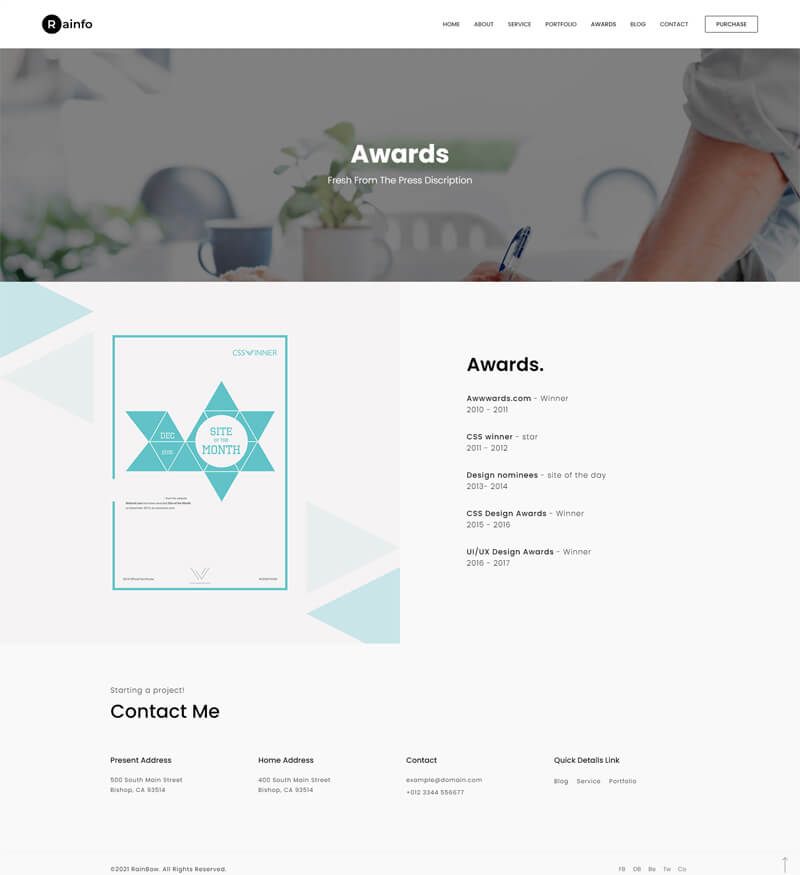 Rainfo
HOME ABOUT SERVICE PORTFOLIO AWARDS BLOG CONTACT PURCHASE
Awards
Fresh From The Press Discription
CSSWINNER
DEC
SITE
OF THE
MONTH
Awards.
Awwwards.com - Winner
2010 - 2011
CSS winner - star
2011 - 2012
Design nominees - site of the day
2013- 2014
CSS Design Awards - Winner
2015 - 2016
UI/UX Design Awards - Winner
2016 - 2017
Starting a project!
Contact Me
Present Address
500 South Main Street
Bishop, CA 93514
Home Address
400 South Main Street
Bishop, CA 93514
Contact
example@domain.com
+012 3344 556677
Quick Details Link
Blog Service Portfolio
©2021 RainBow. All Rights Reserved.
FB DB Be Tw Co